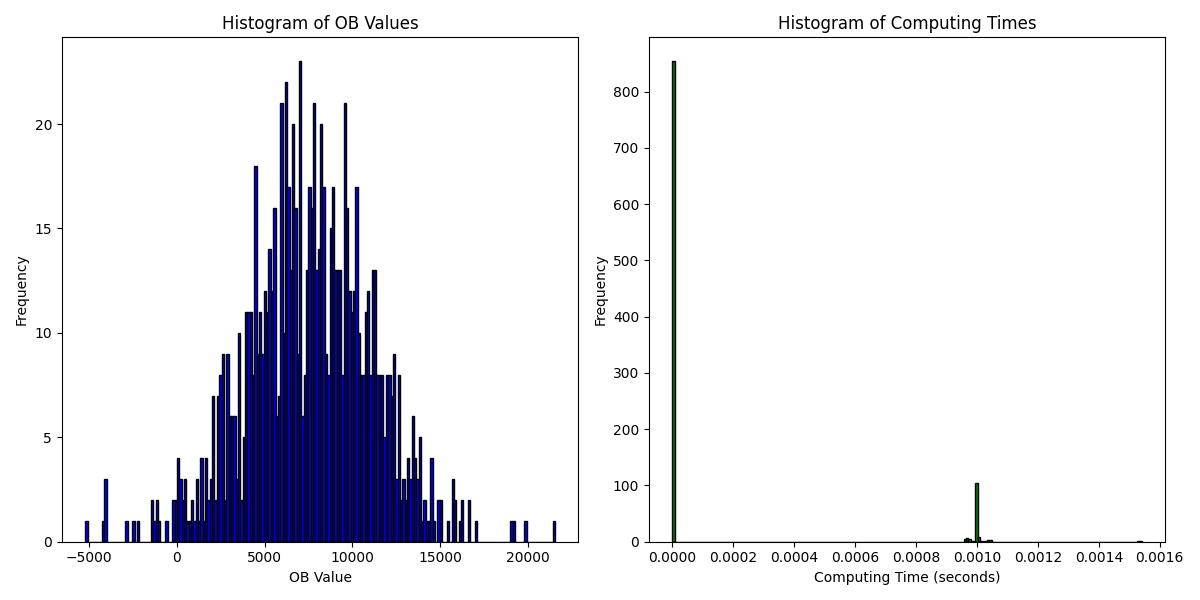 Histogram of OB Values
Frequency
20
15
10
5
0
−5000 0 5000 10000 15000 20000
OB Value
Histogram of Computing Times
Frequency
800
700
600
500
400
300
200
100
0
0.0000 0.0002 0.0004 0.0006 0.0008 0.0010 0.0012 0.0014 0.0016
Computing Time (seconds)